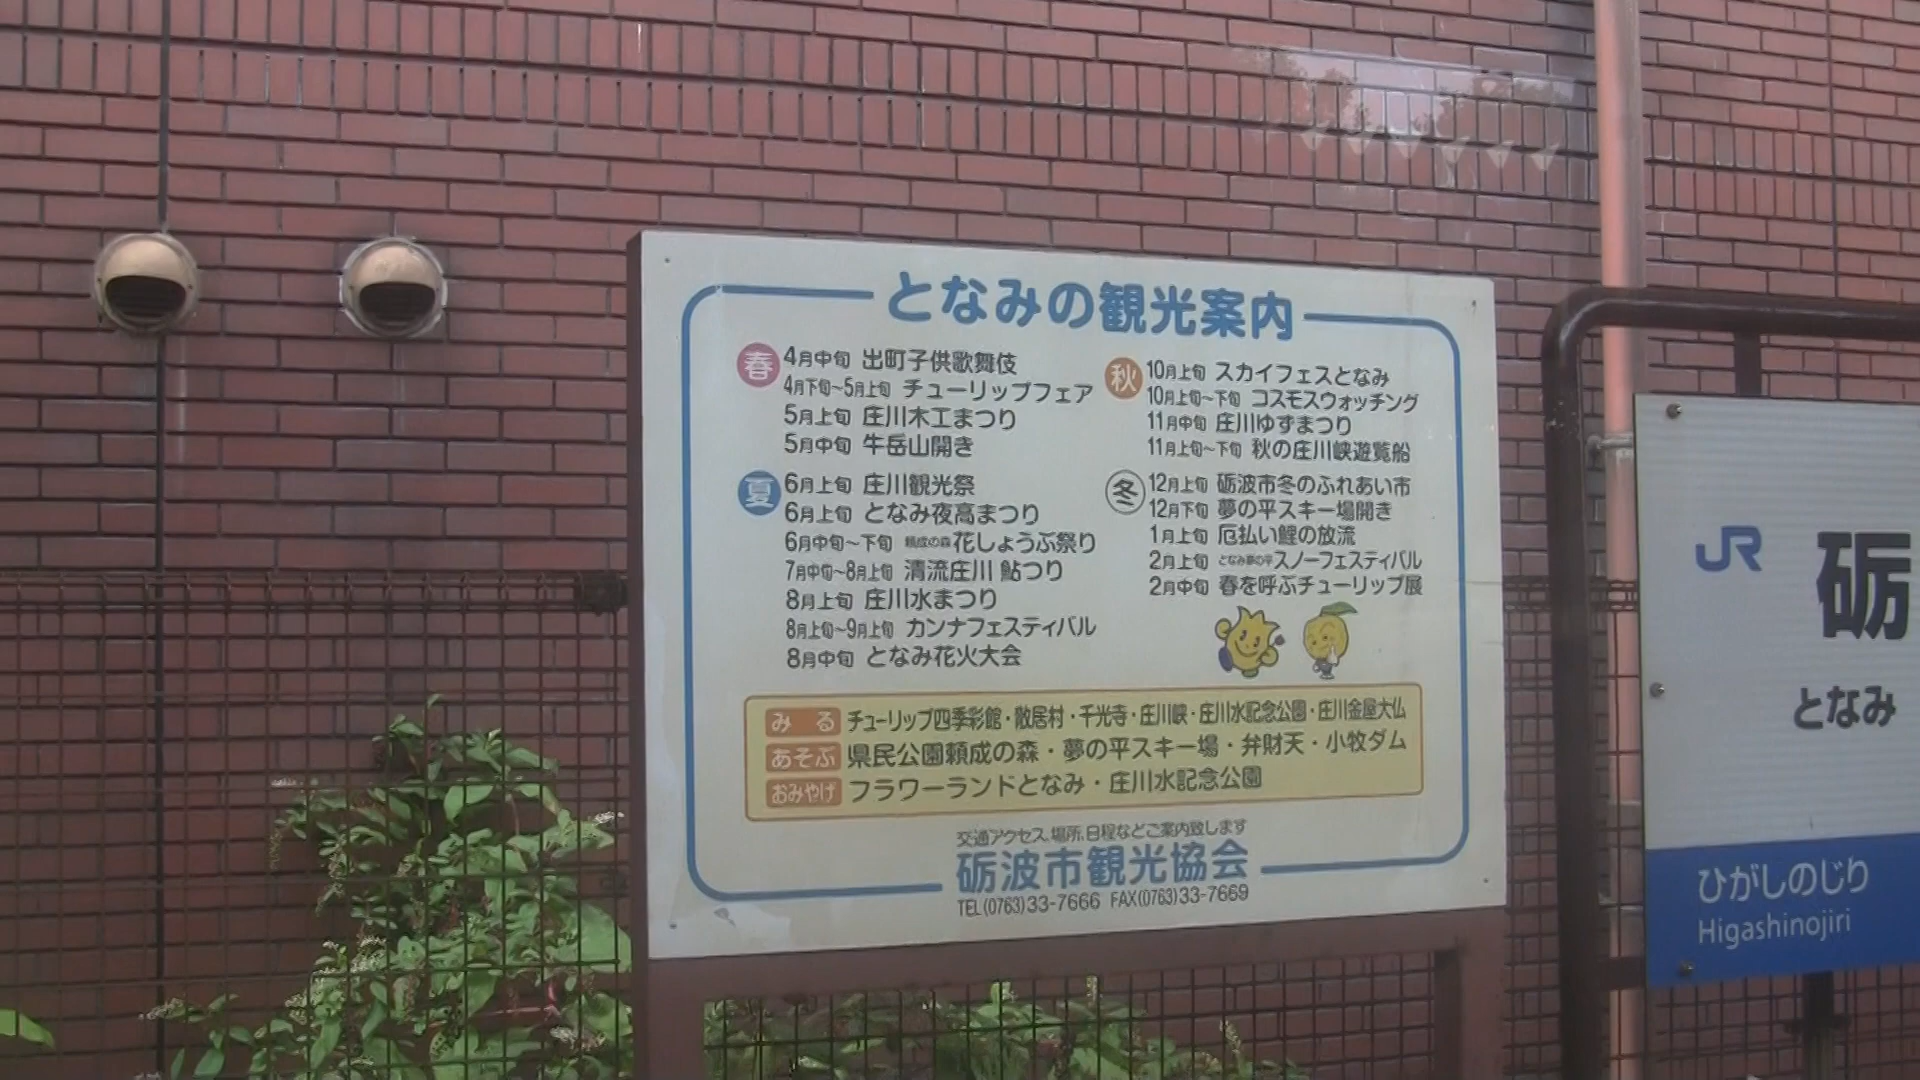 となみの観光案内
春
4月中旬 出町子供歌舞伎
4月下旬～5月上旬 チューリップフェア
5月上旬 庄川木工まつり
5月中旬 牛岳山開き
夏
6月上旬 庄川観光祭
6月上旬 となみ夜高まつり
6月中旬～下旬 頼成の森花しょうぶ祭り
7月中旬～8月上旬 清流庄川 鮎つり
8月上旬 庄川水まつり
8月上旬～9月上旬 カンナフェスティバル
8月中旬 となみ花火大会
秋
10月上旬 スカイフェスとなみ
10月上旬～下旬 コスモスウォッチング
11月中旬 庄川ゆずまつり
11月上旬～下旬 秋の庄川峡遊覧船
冬
12月上旬 砺波市冬のふれあい市
12月下旬 夢の平スキー場開き
1月上旬 厄払い鯉の放流
2月上旬 となみ夢の平スノーフェスティバル
2月中旬 春を呼ぶチューリップ展
みる チューリップ四季彩館・散居村・千光寺・庄川峡・庄川水記念公園・庄川金屋大仏
あそぶ 県民公園頼成の森・夢の平スキー場・弁財天・小牧ダム
おみやげ フラワーランドとなみ・庄川水記念公園
交通アクセス、場所、日程などご案内致します
砺波市観光協会
TEL(0763)33-7666 FAX(0763)33-7669
JR
砺
となみ
ひがしのじり
Higashinojiri